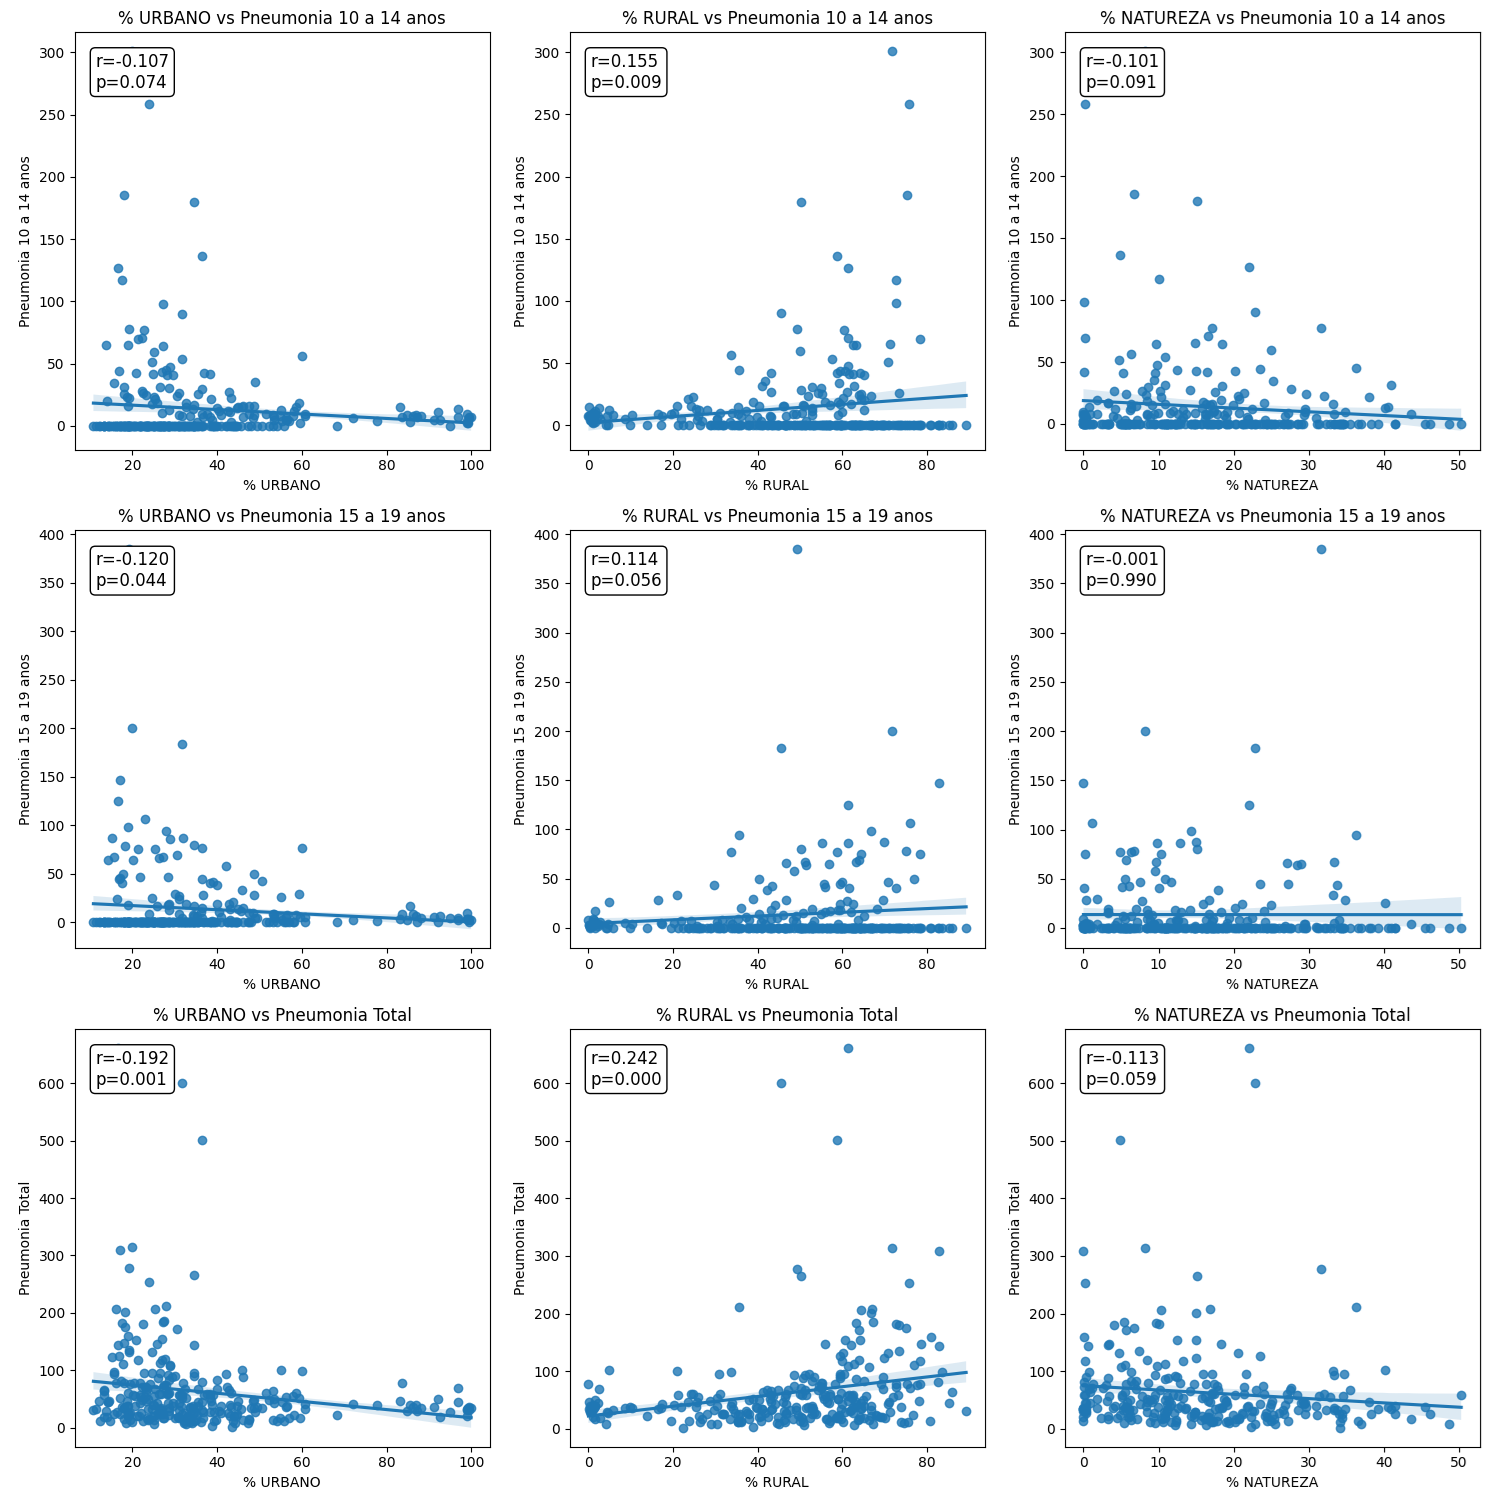 % URBANO vs Pneumonia 10 a 14 anos
r=-0.107
p=0.074
300
250
200
150
100
50
0
Pneumonia 10 a 14 anos
20 40 60 80 100
% URBANO
% RURAL vs Pneumonia 10 a 14 anos
r=0.155
p=0.009
300
250
200
150
100
50
0
Pneumonia 10 a 14 anos
0 20 40 60 80
% RURAL
% NATUREZA vs Pneumonia 10 a 14 anos
r=-0.101
p=0.091
300
250
200
150
100
50
0
Pneumonia 10 a 14 anos
0 10 20 30 40 50
% NATUREZA
% URBANO vs Pneumonia 15 a 19 anos
r=-0.120
p=0.044
400
350
300
250
200
150
100
50
0
Pneumonia 15 a 19 anos
20 40 60 80 100
% URBANO
% RURAL vs Pneumonia 15 a 19 anos
r=0.114
p=0.056
400
350
300
250
200
150
100
50
0
Pneumonia 15 a 19 anos
0 20 40 60 80
% RURAL
% NATUREZA vs Pneumonia 15 a 19 anos
r=-0.001
p=0.990
400
350
300
250
200
150
100
50
0
Pneumonia 15 a 19 anos
0 10 20 30 40 50
% NATUREZA
% URBANO vs Pneumonia Total
r=-0.192
p=0.001
600
500
400
300
200
100
0
Pneumonia Total
20 40 60 80 100
% URBANO
% RURAL vs Pneumonia Total
r=0.242
p=0.000
600
500
400
300
200
100
0
Pneumonia Total
0 20 40 60 80
% RURAL
% NATUREZA vs Pneumonia Total
r=-0.113
p=0.059
600
500
400
300
200
100
0
Pneumonia Total
0 10 20 30 40 50
% NATUREZA